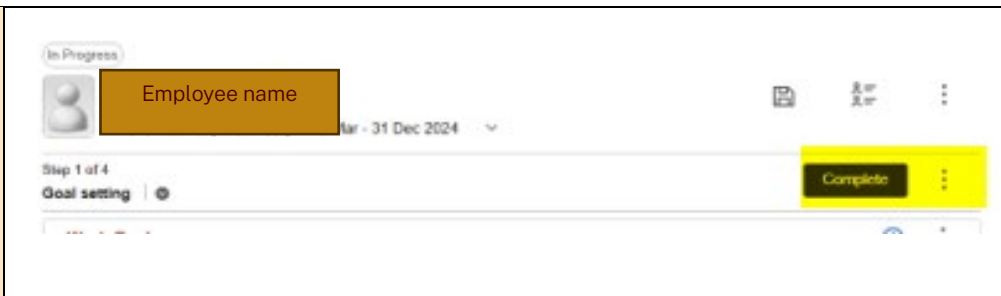 In Progress
Employee name
Mar - 31 Dec 2024
Step 1 of 4
Goal setting
Complete